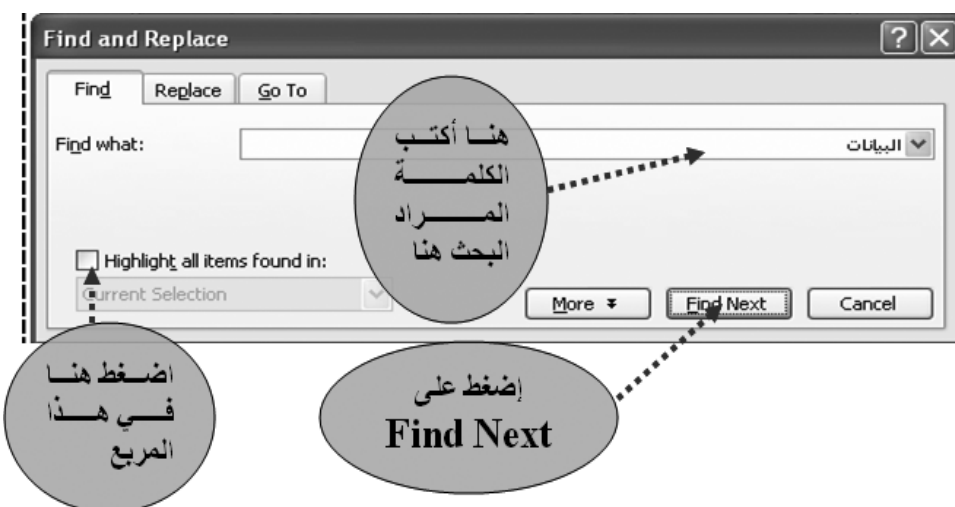 Find and Replace
Find Replace Go To
Find what: البيانات
هنا أكتب
الكلمة
المراد
البحث هنا
Highlight all items found in:
Current Selection
More Find Next Cancel
اضغط هنا
في هذا
المربع
إضغط على
Find Next